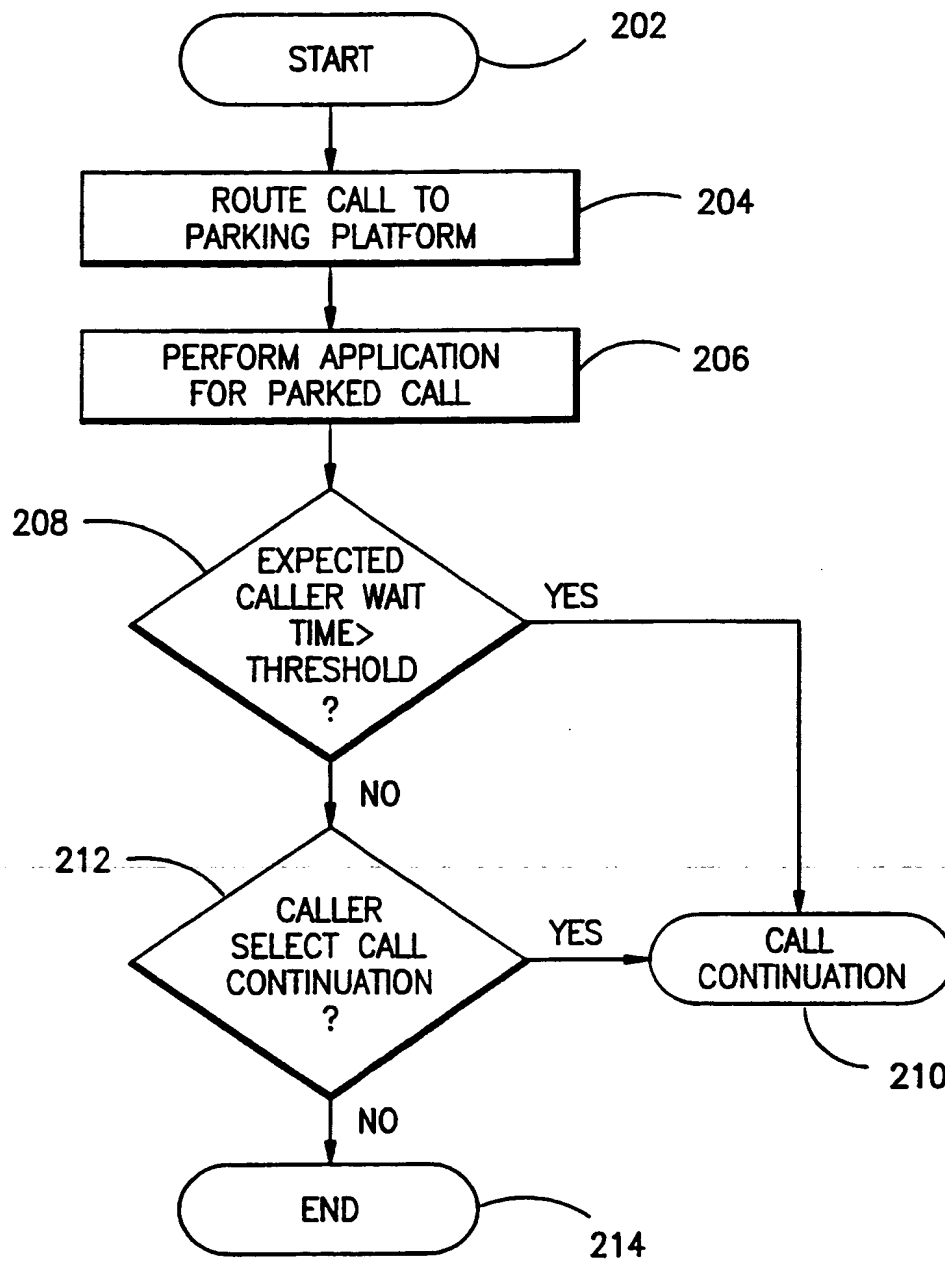 START
202
ROUTE CALL TO
PARKING PLATFORM
204
PERFORM APPLICATION
FOR PARKED CALL
206
208
EXPECTED
CALLER WAIT
TIME>
THRESHOLD
?
YES
NO
212
CALLER
SELECT CALL
CONTINUATION
?
YES
CALL
CONTINUATION
210
NO
END
214